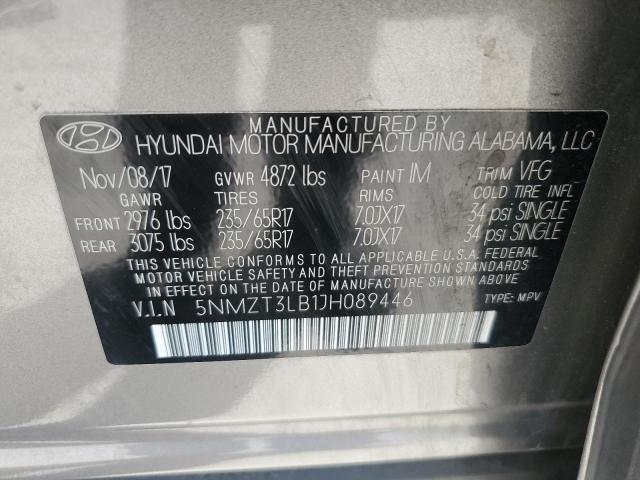 MANUFACTURED BY
HYUNDAI MOTOR MANUFACTURING ALABAMA, LLC
Nov/08/17 GVWR 4872 lbs PAINT IM TRIM VFG
GAWR TIRES RIMS COLD TIRE INFL
FRONT 2976 lbs 235/65R17 7.0JX17 34 psi SINGLE
REAR 3075 lbs 235/65R17 7.0JX17 34 psi SINGLE
THIS VEHICLE CONFORMS TO ALL APPLICABLE U.S.A. FEDERAL
MOTOR VEHICLE SAFETY AND THEFT PREVENTION STANDARDS
IN EFFECT ON THE DATE OF MANUFACTURE SHOWN ABOVE
V.I.N 5NMZT3LB1JH089446 TYPE: MPV